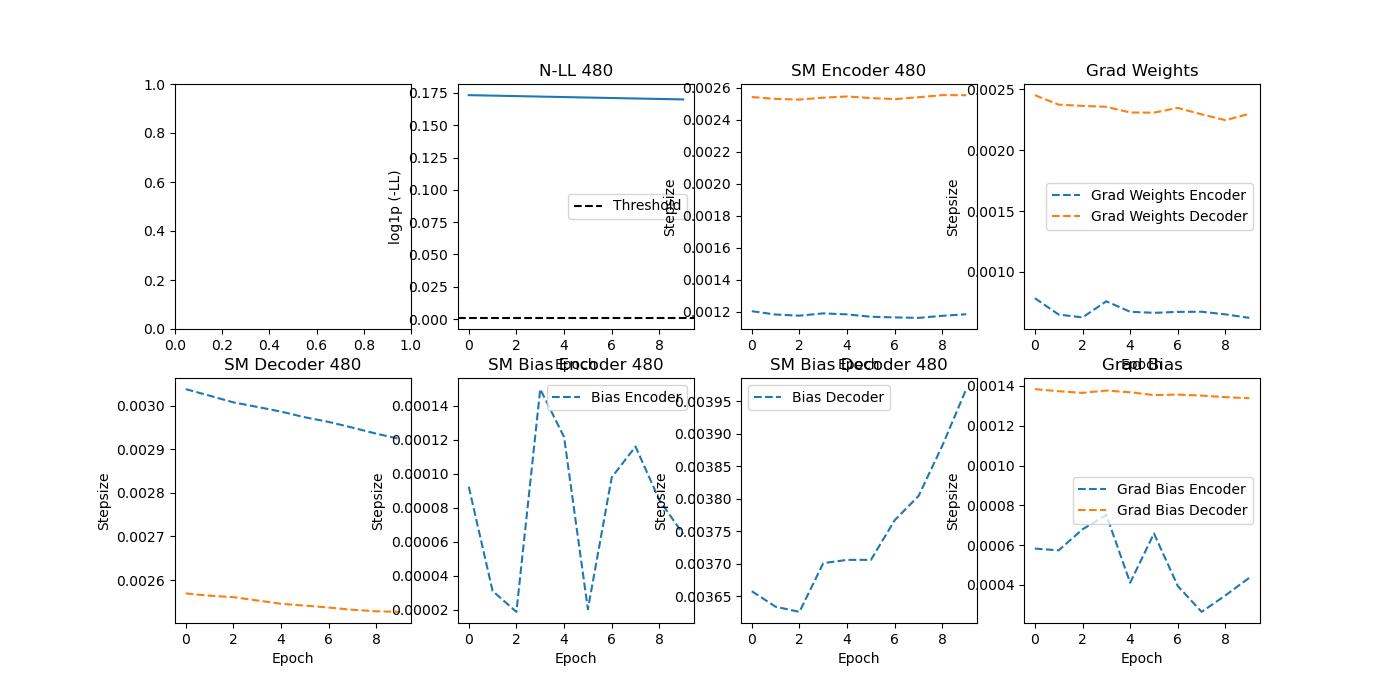 1.0
0.8
0.6
0.4
0.2
0.0
0.0 0.2 0.4 0.6 0.8 1.0
N-LL 480
log1p (-LL)
0.175
0.150
0.125
0.100
0.075
0.050
0.025
0.000
Threshold
0 2 4 6 8
Epoch
SM Encoder 480
Stepsize
0.0026
0.0024
0.0022
0.0020
0.0018
0.0016
0.0014
0.0012
0 2 4 6 8
Epoch
Grad Weights
Stepsize
0.0025
0.0020
0.0015
0.0010
Grad Weights Encoder
Grad Weights Decoder
0 2 4 6 8
Epoch
SM Decoder 480
Stepsize
0.0030
0.0029
0.0028
0.0027
0.0026
0 2 4 6 8
Epoch
SM Bias Encoder 480
Stepsize
0.00014
0.00012
0.00010
0.00008
0.00006
0.00004
0.00002
Bias Encoder
0 2 4 6 8
Epoch
SM Bias Decoder 480
Stepsize
0.00395
0.00390
0.00385
0.00380
0.00375
0.00370
0.00365
Bias Decoder
0 2 4 6 8
Epoch
Grad Bias
Stepsize
0.0014
0.0012
0.0010
0.0008
0.0006
0.0004
Grad Bias Encoder
Grad Bias Decoder
0 2 4 6 8
Epoch